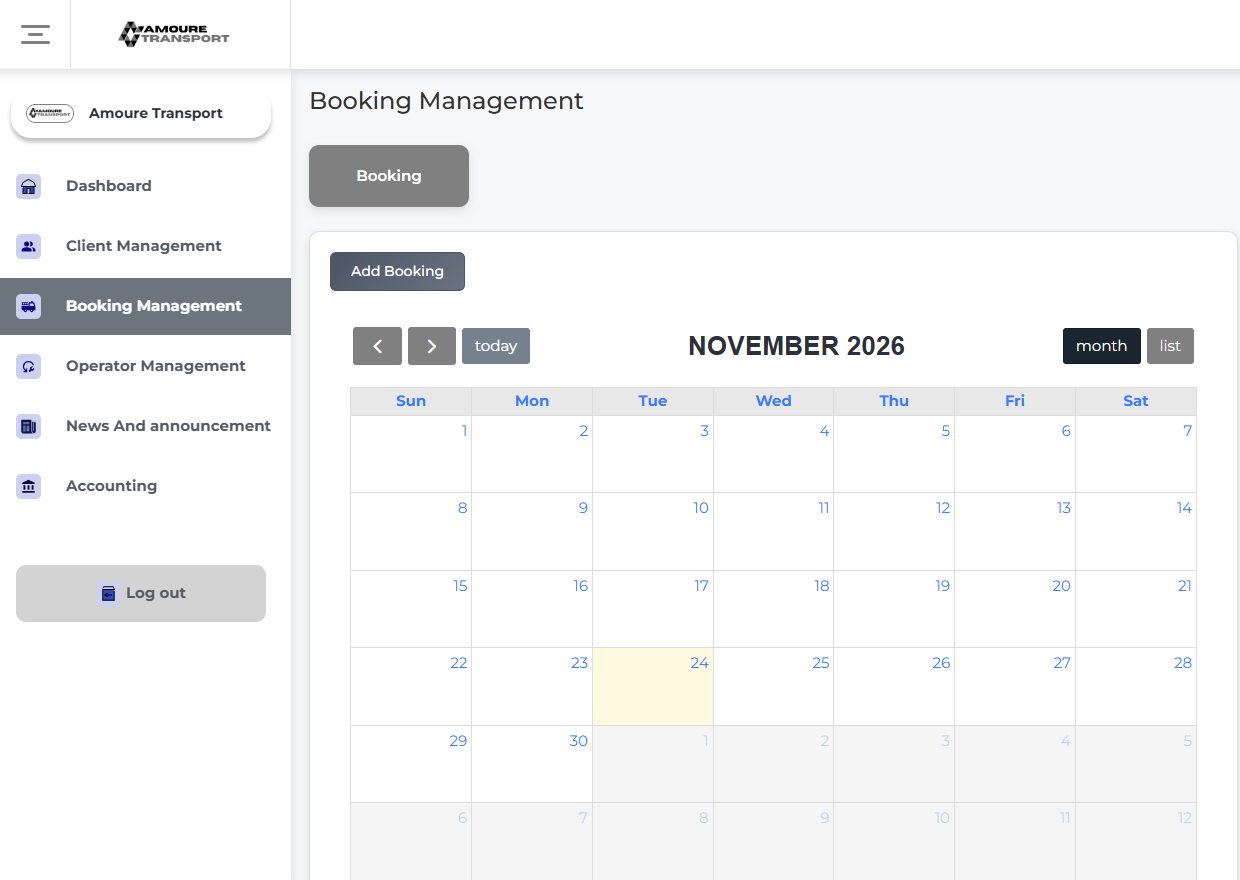 AMOURE
TRANSPORT
AMOURE
TRANSPORT
Amoure Transport
Dashboard
Client Management
Booking Management
Operator Management
News And announcement
Accounting
Log out
Booking Management
Booking
Add Booking
today
NOVEMBER 2026
month
list
Sun Mon Tue Wed Thu Fri Sat
1 2 3 4 5 6 7
8 9 10 11 12 13 14
15 16 17 18 19 20 21
22 23 24 25 26 27 28
29 30 1 2 3 4 5
6 7 8 9 10 11 12